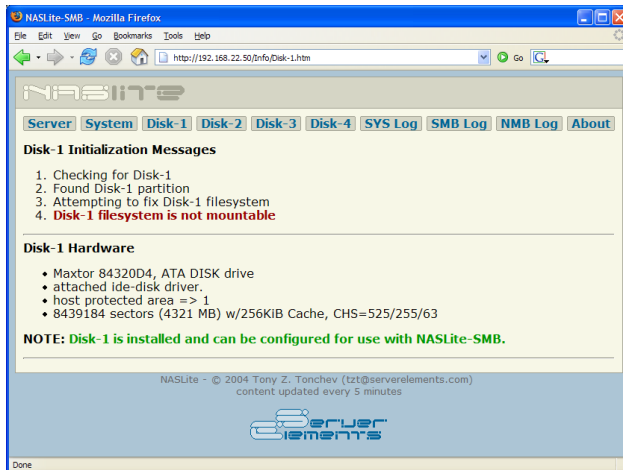 NASLite-SMB - Mozilla Firefox
File Edit View Go Bookmarks Tools Help
http://192.168.22.50/Info/Disk-1.htm Go G
NASLITE
Server System Disk-1 Disk-2 Disk-3 Disk-4 SYS Log SMB Log NMB Log About
Disk-1 Initialization Messages
1. Checking for Disk-1
2. Found Disk-1 partition
3. Attempting to fix Disk-1 filesystem
4. Disk-1 filesystem is not mountable
Disk-1 Hardware
• Maxtor 84320D4, ATA DISK drive
• attached ide-disk driver.
• host protected area => 1
• 8439184 sectors (4321 MB) w/256KiB Cache, CHS=525/255/63
NOTE: Disk-1 is installed and can be configured for use with NASLite-SMB.
NASLite - © 2004 Tony Z. Tonchev (tzt@serverelements.com)
content updated every 5 minutes
Server
Elements
Done